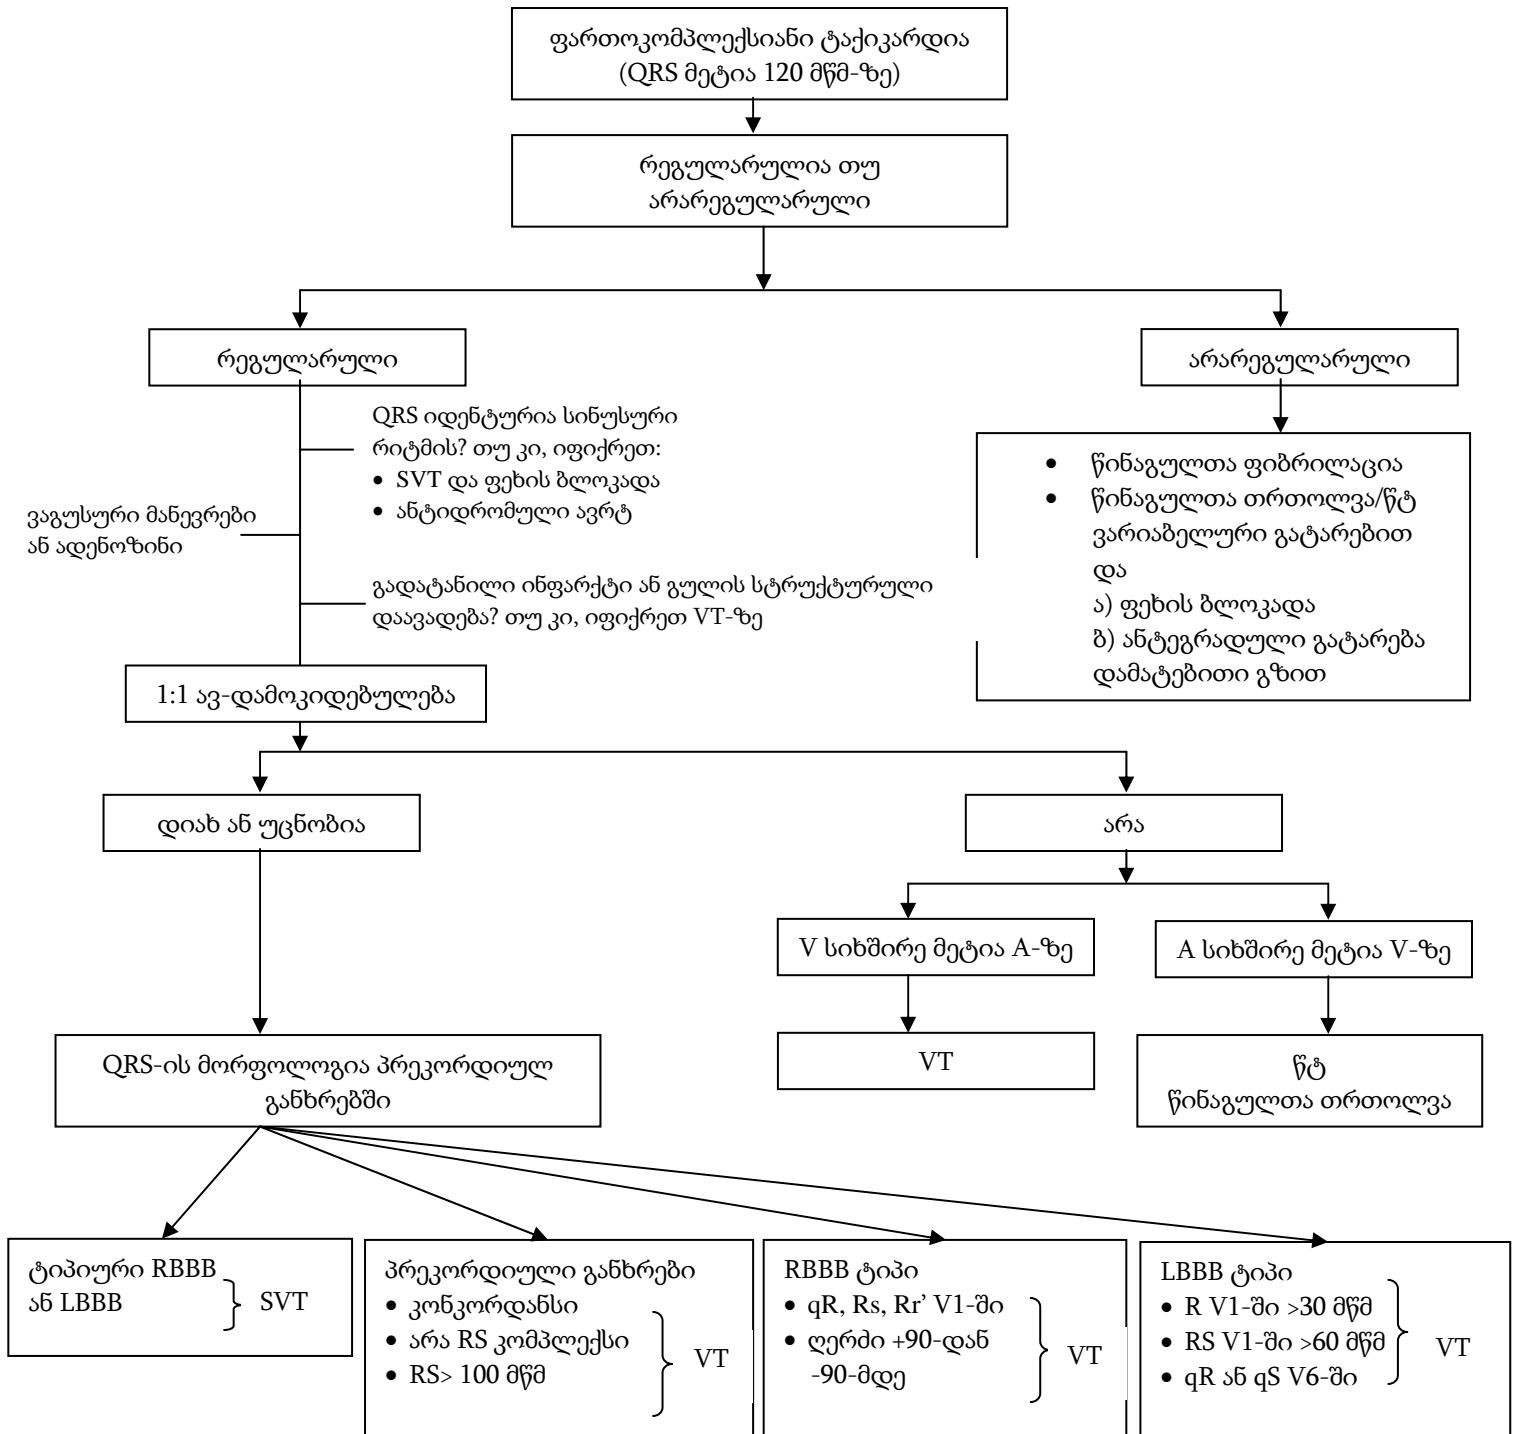 ფართოკომპლექსიანი ტაქიკარდია
(QRS მეტია 120 მწმ-ზე)
რეგულარულია თუ
არარეგულარული
რეგულარული
არარეგულარული
QRS იდენტურია სინუსური
რიტმის? თუ კი, იფიქრეთ:
• SVT და ფეხის ბლოკადა
• ანტიდრომული ავრტ
ვაგუსური მანევრები
ან ადენოზინი
გადატანილი ინფარქტი ან გულის სტრუქტურული
დაავადება? თუ კი, იფიქრეთ VT-ზე
• წინაგულთა ფიბრილაცია
• წინაგულთა თრთოლვა/წტ
ვარიაბელური გატარებით
და
ა) ფეხის ბლოკადა
ბ) ანტეგრადული გატარება
დამატებითი გზით
1:1 ავ-დამოკიდებულება
დიახ ან უცნობია
არა
V სიხშირე მეტია A-ზე
A სიხშირე მეტია V-ზე
VT
წტ
წინაგულთა თრთოლვა
QRS-ის მორფოლოგია პრეკორდიულ
განხრებში
ტიპიური RBBB
ან LBBB
SVT
პრეკორდიული განხრები
• კონკორდანსი
• არა RS კომპლექსი
• RS> 100 მწმ
VT
RBBB ტიპი
• qR, Rs, Rr’ V1-ში
• ღერძი +90-დან
-90-მდე
VT
LBBB ტიპი
• R V1-ში >30 მწმ
• RS V1-ში >60 მწმ
• qR ან qS V6-ში
VT